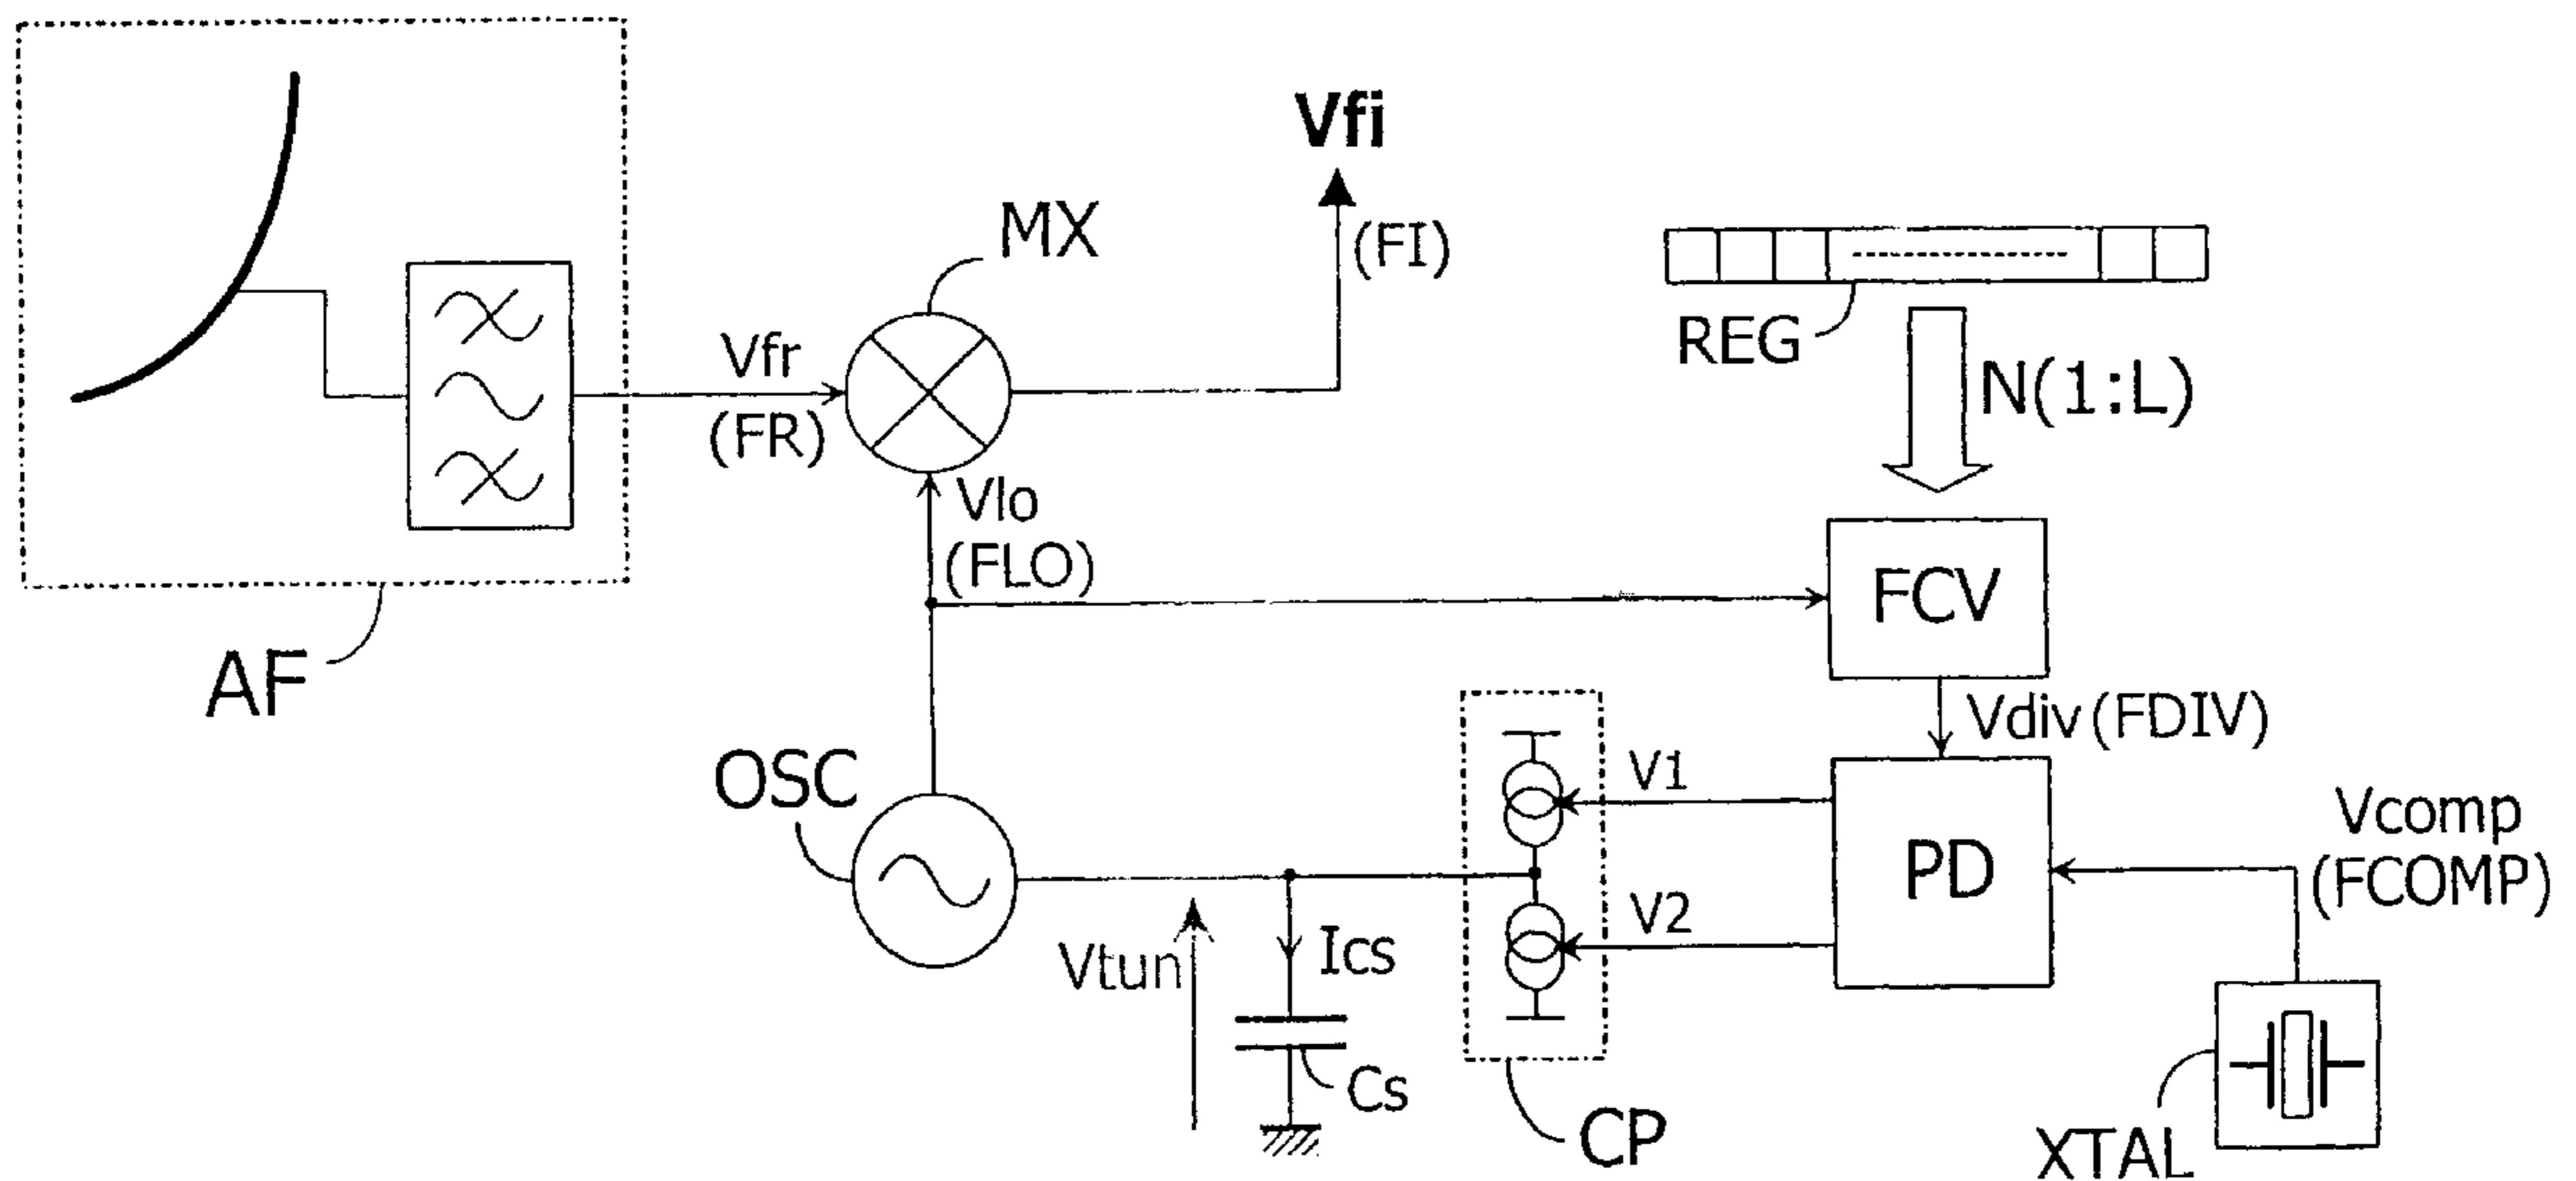 Vfi
(FI)
MX
Vfr
(FR)
REG
N(1:L)
Vlo
(FLO)
FCV
AF
Vdiv (FDIV)
OSC
V1
Vcomp
(FCOMP)
PD
V2
Vtun
Ics
Cs
CP
XTAL